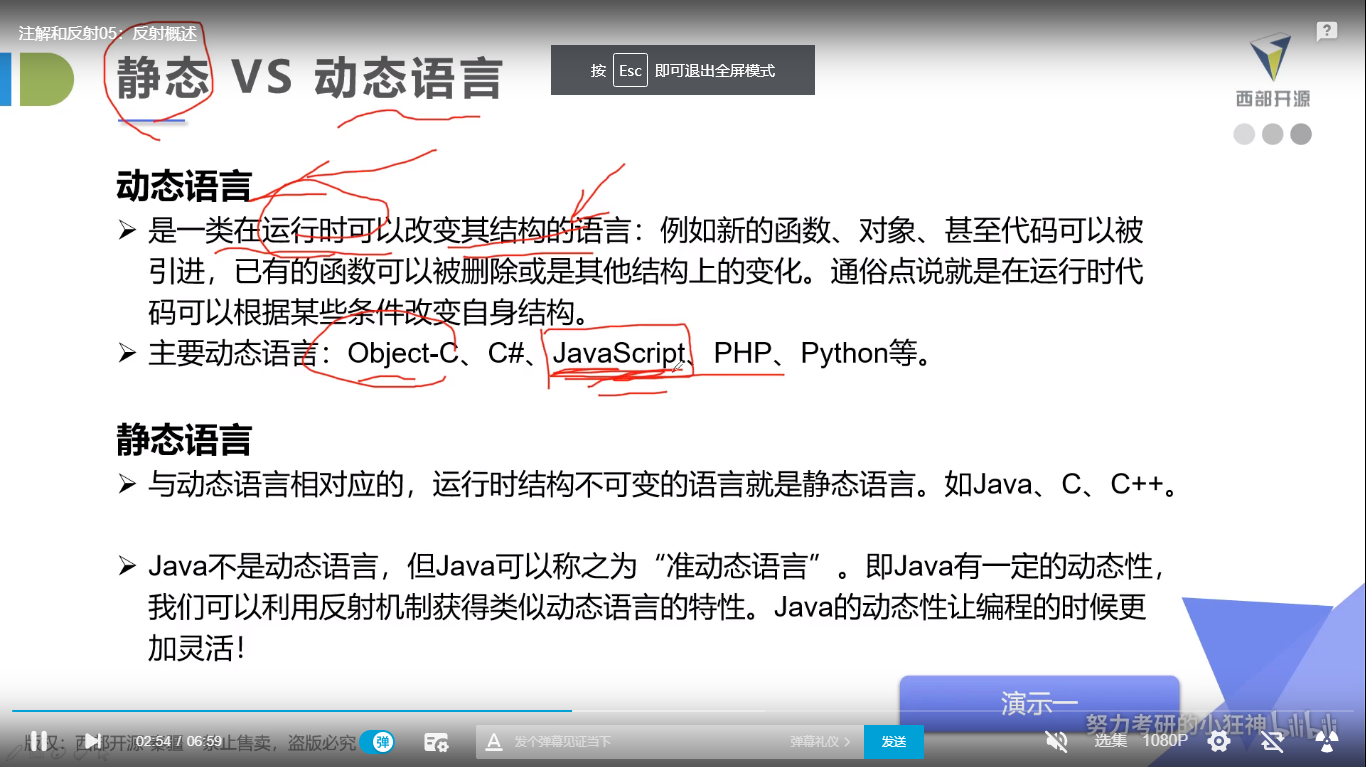 注解和反射05：反射概述
静态 VS 动态语言
按 Esc 即可退出全屏模式
?
西部开源
动态语言
➢ 是一类在运行时可以改变其结构的语言：例如新的函数、对象、甚至代码可以被
引进，已有的函数可以被删除或是其他结构上的变化。通俗点说就是在运行时代
码可以根据某些条件改变自身结构。
➢ 主要动态语言：Object-C、C#、JavaScript、PHP、Python等。
静态语言
➢ 与动态语言相对应的，运行时结构不可变的语言就是静态语言。如Java、C、C++。
➢ Java不是动态语言，但Java可以称之为“准动态语言”。即Java有一定的动态性，
我们可以利用反射机制获得类似动态语言的特性。Java的动态性让编程的时候更
加灵活！
演示一
努力考研的小狂神 bilibili
版权：西部开源 禁止售卖，盗版必究
02:54 / 06:59
弹
A 发个弹幕见证当下
弹幕礼仪 >
发送
选集
1080P